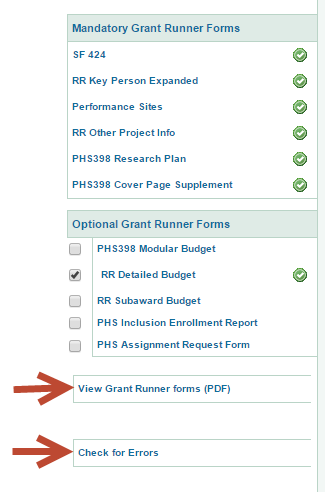 Mandatory Grant Runner Forms
SF 424
RR Key Person Expanded
Performance Sites
RR Other Project Info
PHS398 Research Plan
PHS398 Cover Page Supplement
Optional Grant Runner Forms
PHS398 Modular Budget
RR Detailed Budget
RR Subaward Budget
PHS Inclusion Enrollment Report
PHS Assignment Request Form
View Grant Runner forms (PDF)
Check for Errors